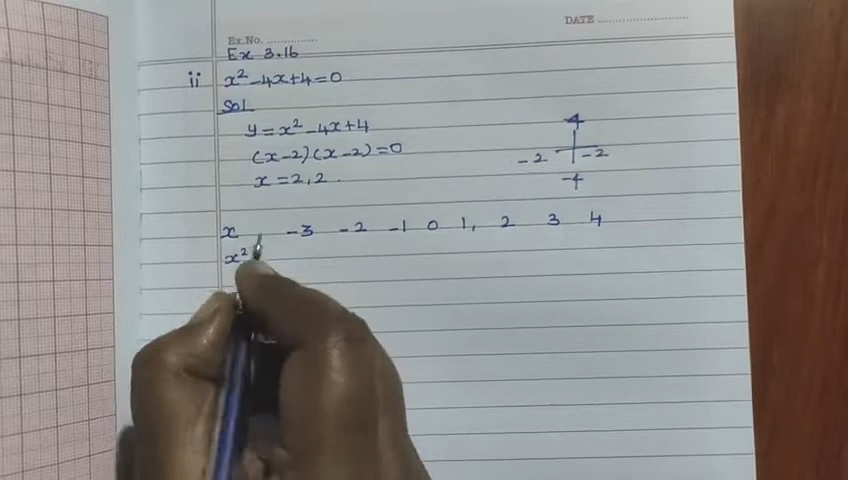 Ex.No. ................
DATE ..............................
Ex 3.16
ii x² -4x+4=0
SOL
y = x² -4x+4
(x-2)(x-2)=0
x = 2,2.
4
-2 -2
-4
x -3 -2 -1 0 1, 2 3 4
x²